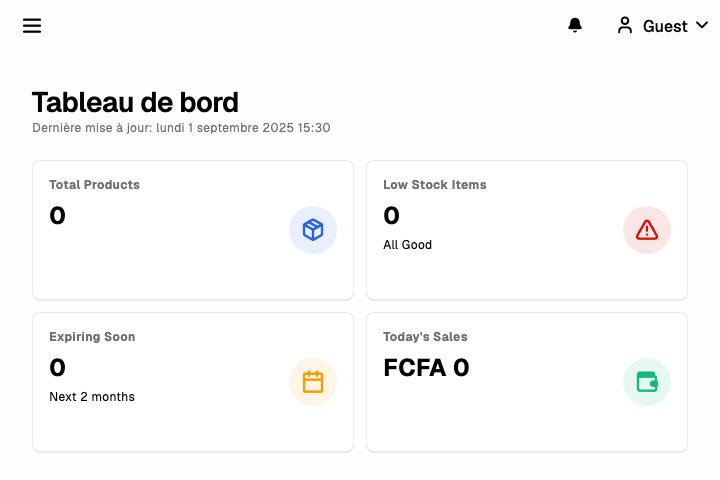 Guest
Tableau de bord
Dernière mise à jour: lundi 1 septembre 2025 15:30
Total Products
0
Low Stock Items
0
All Good
Expiring Soon
0
Next 2 months
Today's Sales
FCFA 0